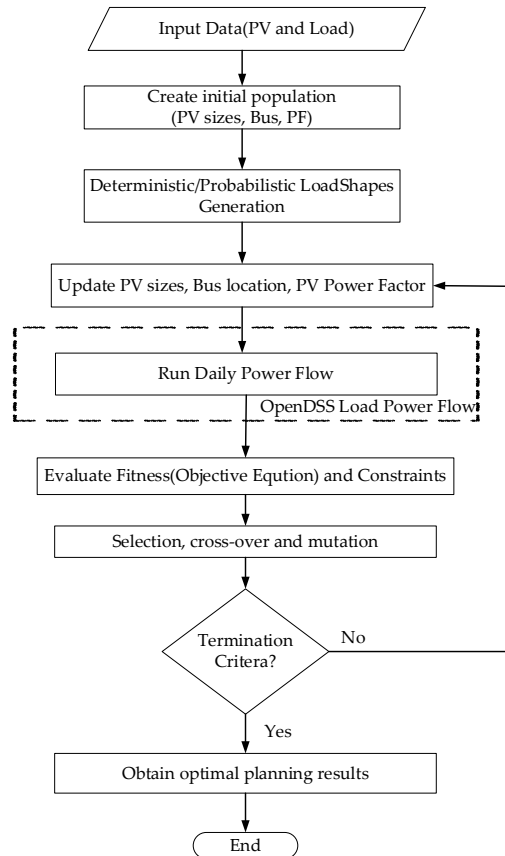 Input Data(PV and Load)
Create initial population
(PV sizes, Bus, PF)
Deterministic/Probabilistic LoadShapes
Generation
Update PV sizes, Bus location, PV Power Factor
Run Daily Power Flow
OpenDSS Load Power Flow
Evaluate Fitness(Objective Eqution) and Constraints
Selection, cross-over and mutation
Termination
Critera?
No
Yes
Obtain optimal planning results
End